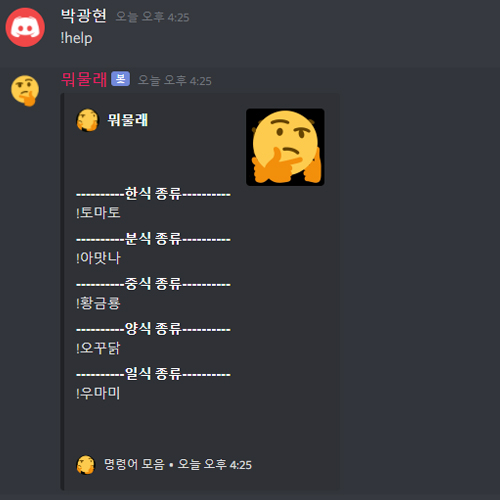 박광현 오늘 오후 4:25
!help
뭐물래 봇 오늘 오후 4:25
뭐물래
----------한식 종류----------
!토마토
----------분식 종류----------
!아맛나
----------중식 종류----------
!황금룡
----------양식 종류----------
!오꾸닭
----------일식 종류----------
!우마미
명령어 모음 • 오늘 오후 4:25